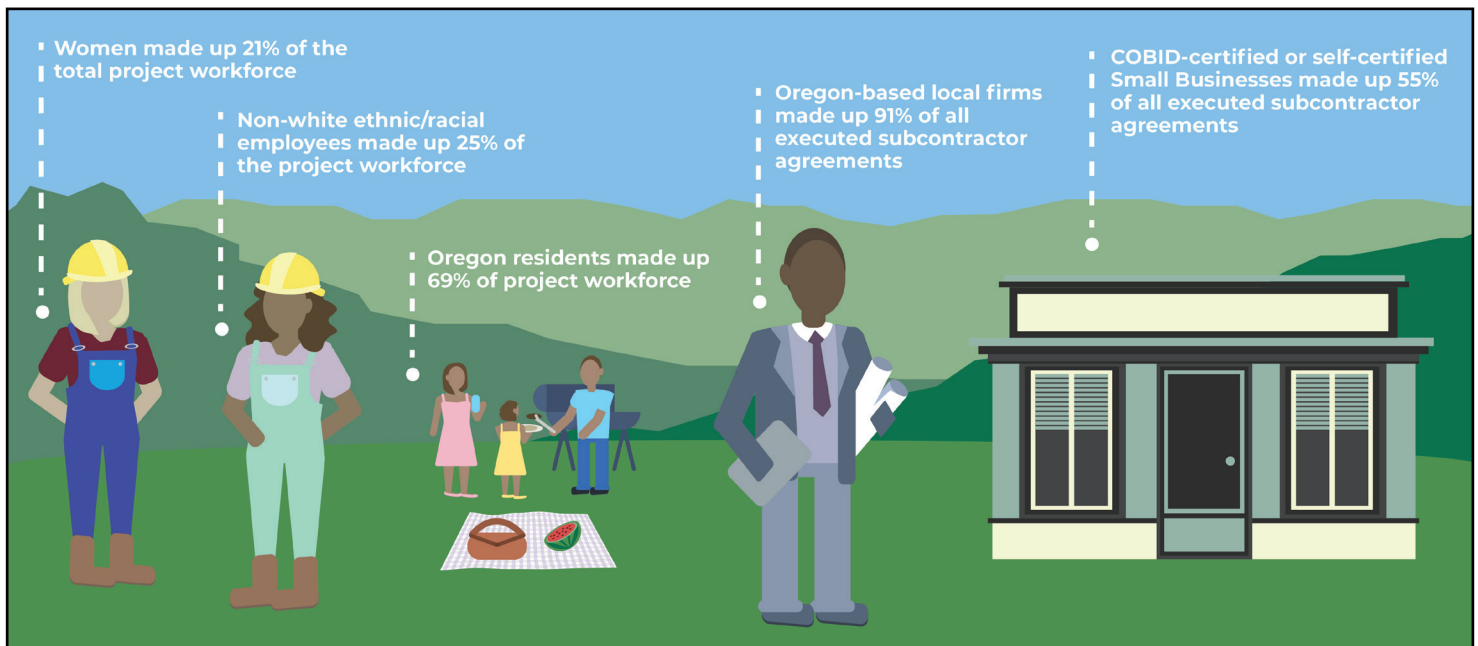 Women made up 21% of the
total project workforce
Non-white ethnic/racial
employees made up 25% of
the project workforce
Oregon residents made up
69% of project workforce
Oregon-based local firms
made up 91% of all
executed subcontractor
agreements
COBID-certified or self-certified
Small Businesses made up 55%
of all executed subcontractor
agreements